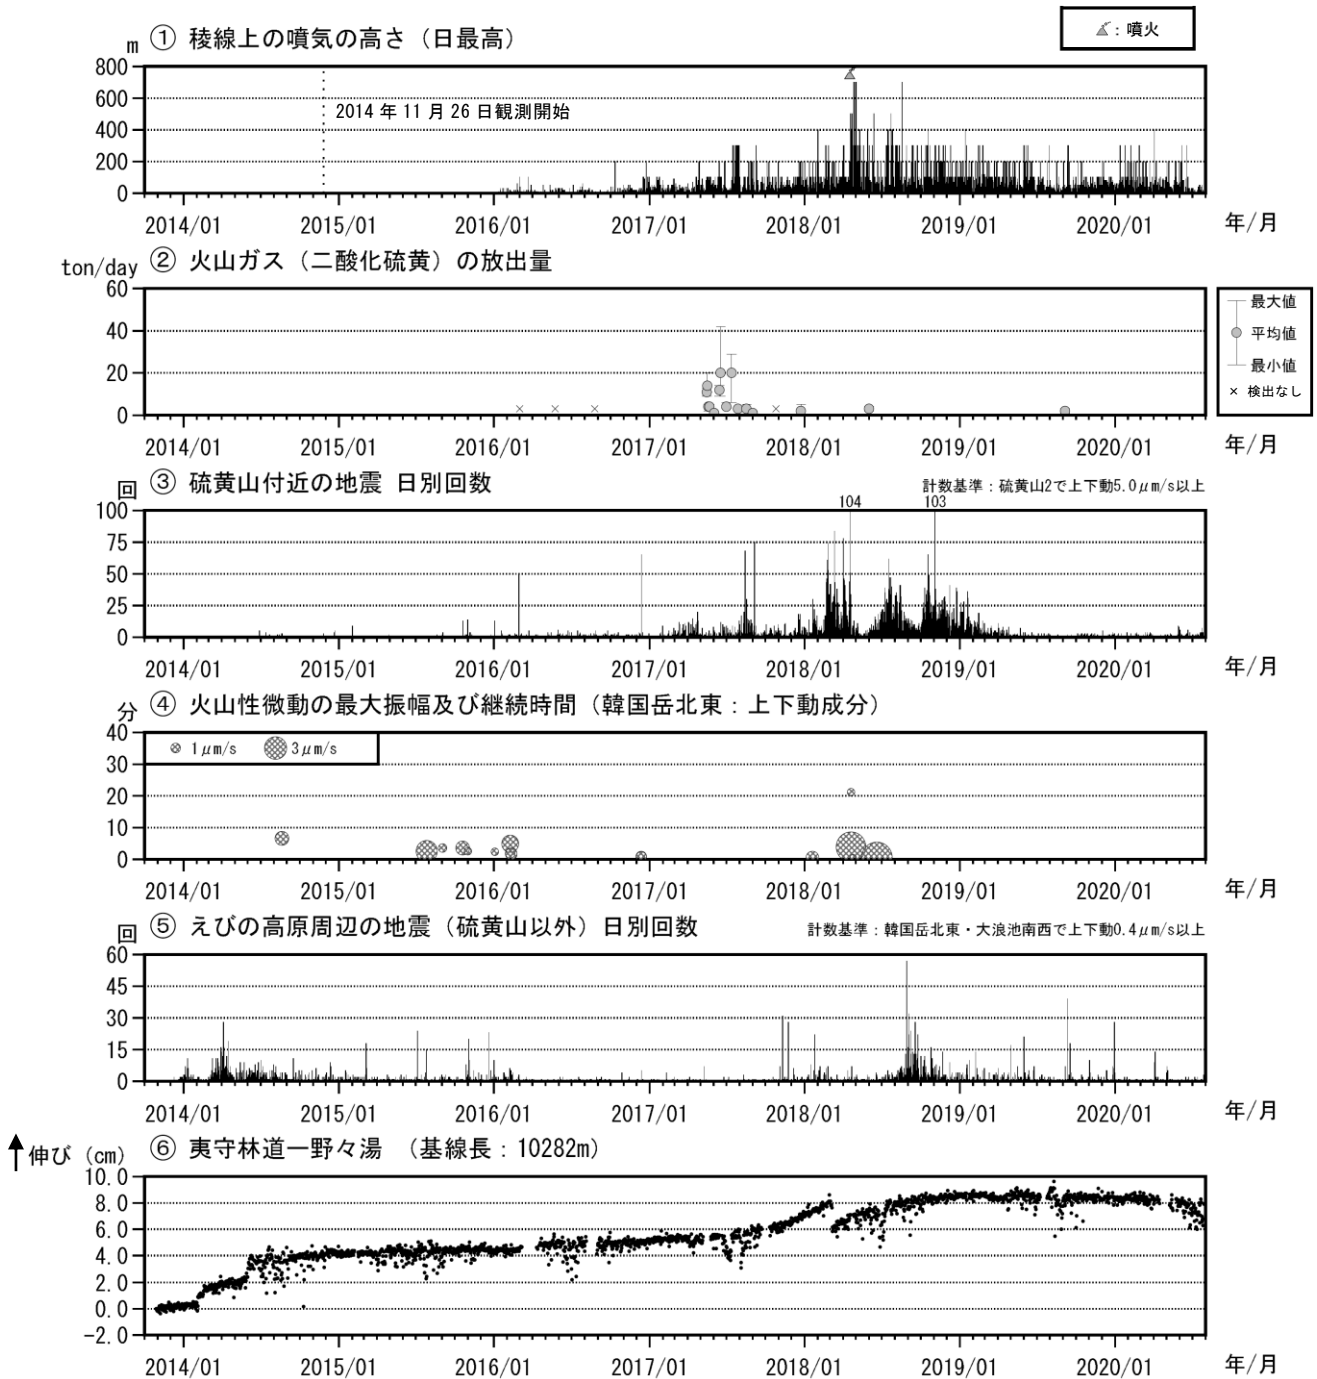 ① 稜線上の噴気の高さ（日最高）
：噴火
m
800
600
400
200
0
2014年11月26日観測開始
2014/01 2015/01 2016/01 2017/01 2018/01 2019/01 2020/01 年/月
② 火山ガス（二酸化硫黄）の放出量
ton/day
60
40
20
0
最大値
平均値
最小値
× 検出なし
2014/01 2015/01 2016/01 2017/01 2018/01 2019/01 2020/01 年/月
③ 硫黄山付近の地震 日別回数
計数基準：硫黄山2で上下動5.0μm/s以上
回
104 103
100
75
50
25
0
2014/01 2015/01 2016/01 2017/01 2018/01 2019/01 2020/01 年/月
④ 火山性微動の最大振幅及び継続時間（韓国岳北東：上下動成分）
分
40
30
20
10
0
1μm/s 3μm/s
2014/01 2015/01 2016/01 2017/01 2018/01 2019/01 2020/01 年/月
⑤ えびの高原周辺の地震（硫黄山以外）日別回数
計数基準：韓国岳北東・大浪池南西で上下動0.4μm/s以上
回
60
45
30
15
0
2014/01 2015/01 2016/01 2017/01 2018/01 2019/01 2020/01 年/月
⑥ 夷守林道ー野々湯 （基線長：10282m）
伸び (cm)
10.0
8.0
6.0
4.0
2.0
0.0
-2.0
2014/01 2015/01 2016/01 2017/01 2018/01 2019/01 2020/01 年/月